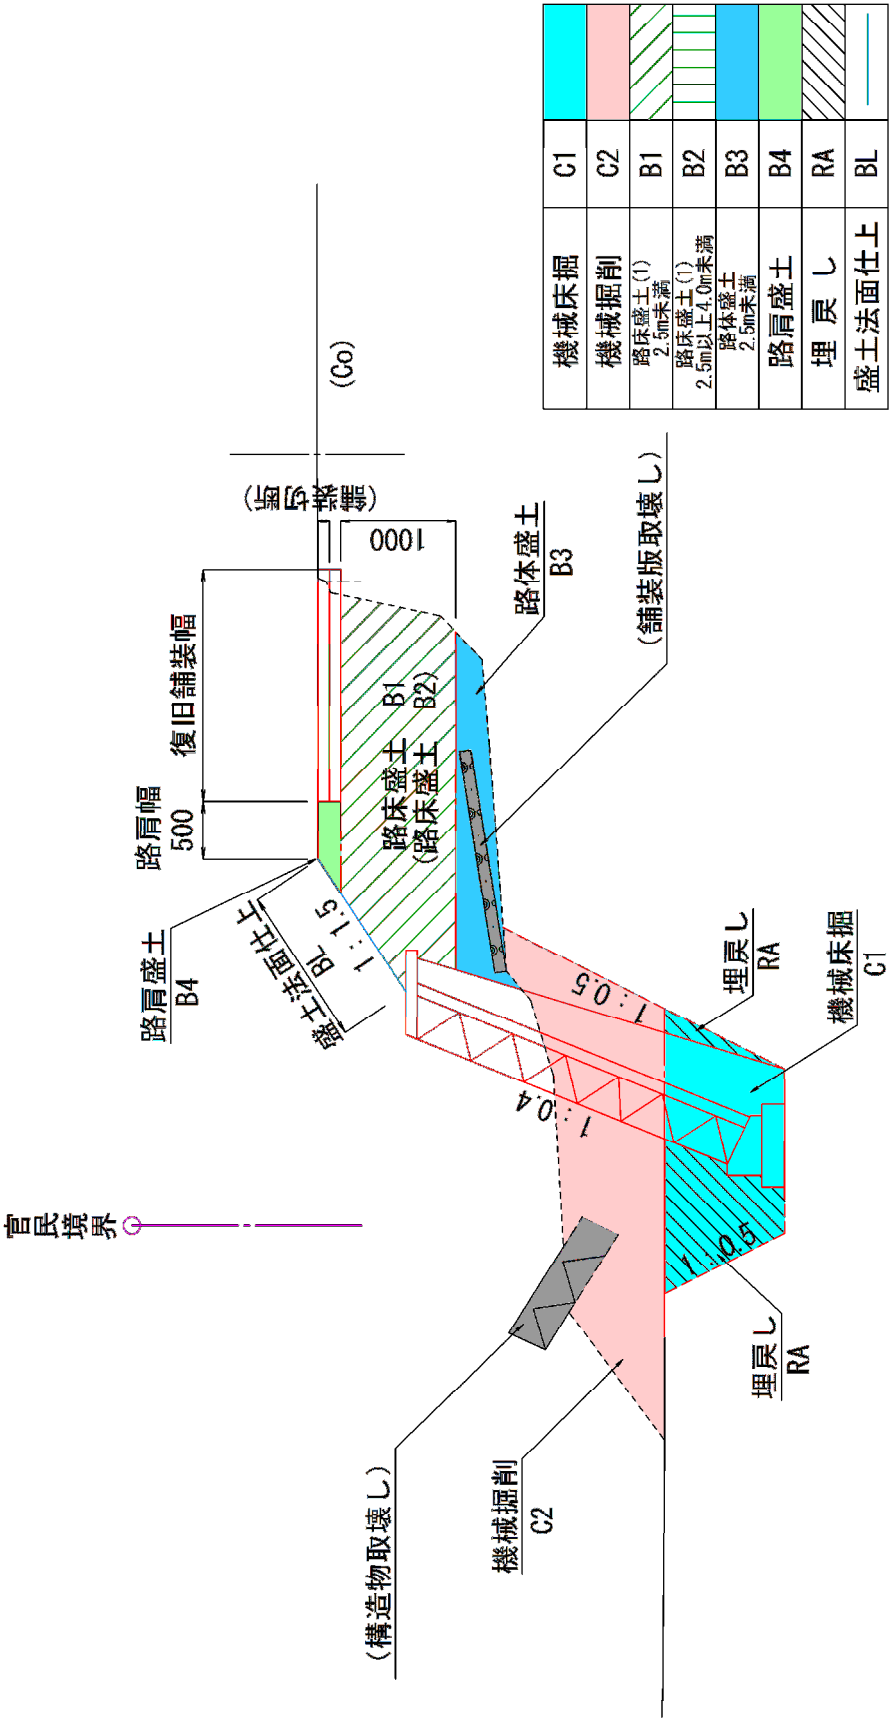 官民境界
路肩盛土
B4
路肩幅
500
復旧舗装幅
盛土法面仕上
BL
1：1.5
(舗装切断)
1000
(Co)
路床盛土 B1
(路床盛土 B2)
路体盛土
B3
(舗装版取壊し)
1：0.5
1：0.4
埋戻し
RA
機械床掘
C1
1：0.5
埋戻し
RA
(構造物取壊し)
機械掘削
C2
機械床掘 C1
機械掘削 C2
路床盛土(1)
2.5m未満 B1
路床盛土(1)
2.5m以上4.0m未満 B2
路体盛土
2.5m未満 B3
路肩盛土 B4
埋戻し RA
盛土法面仕上 BL